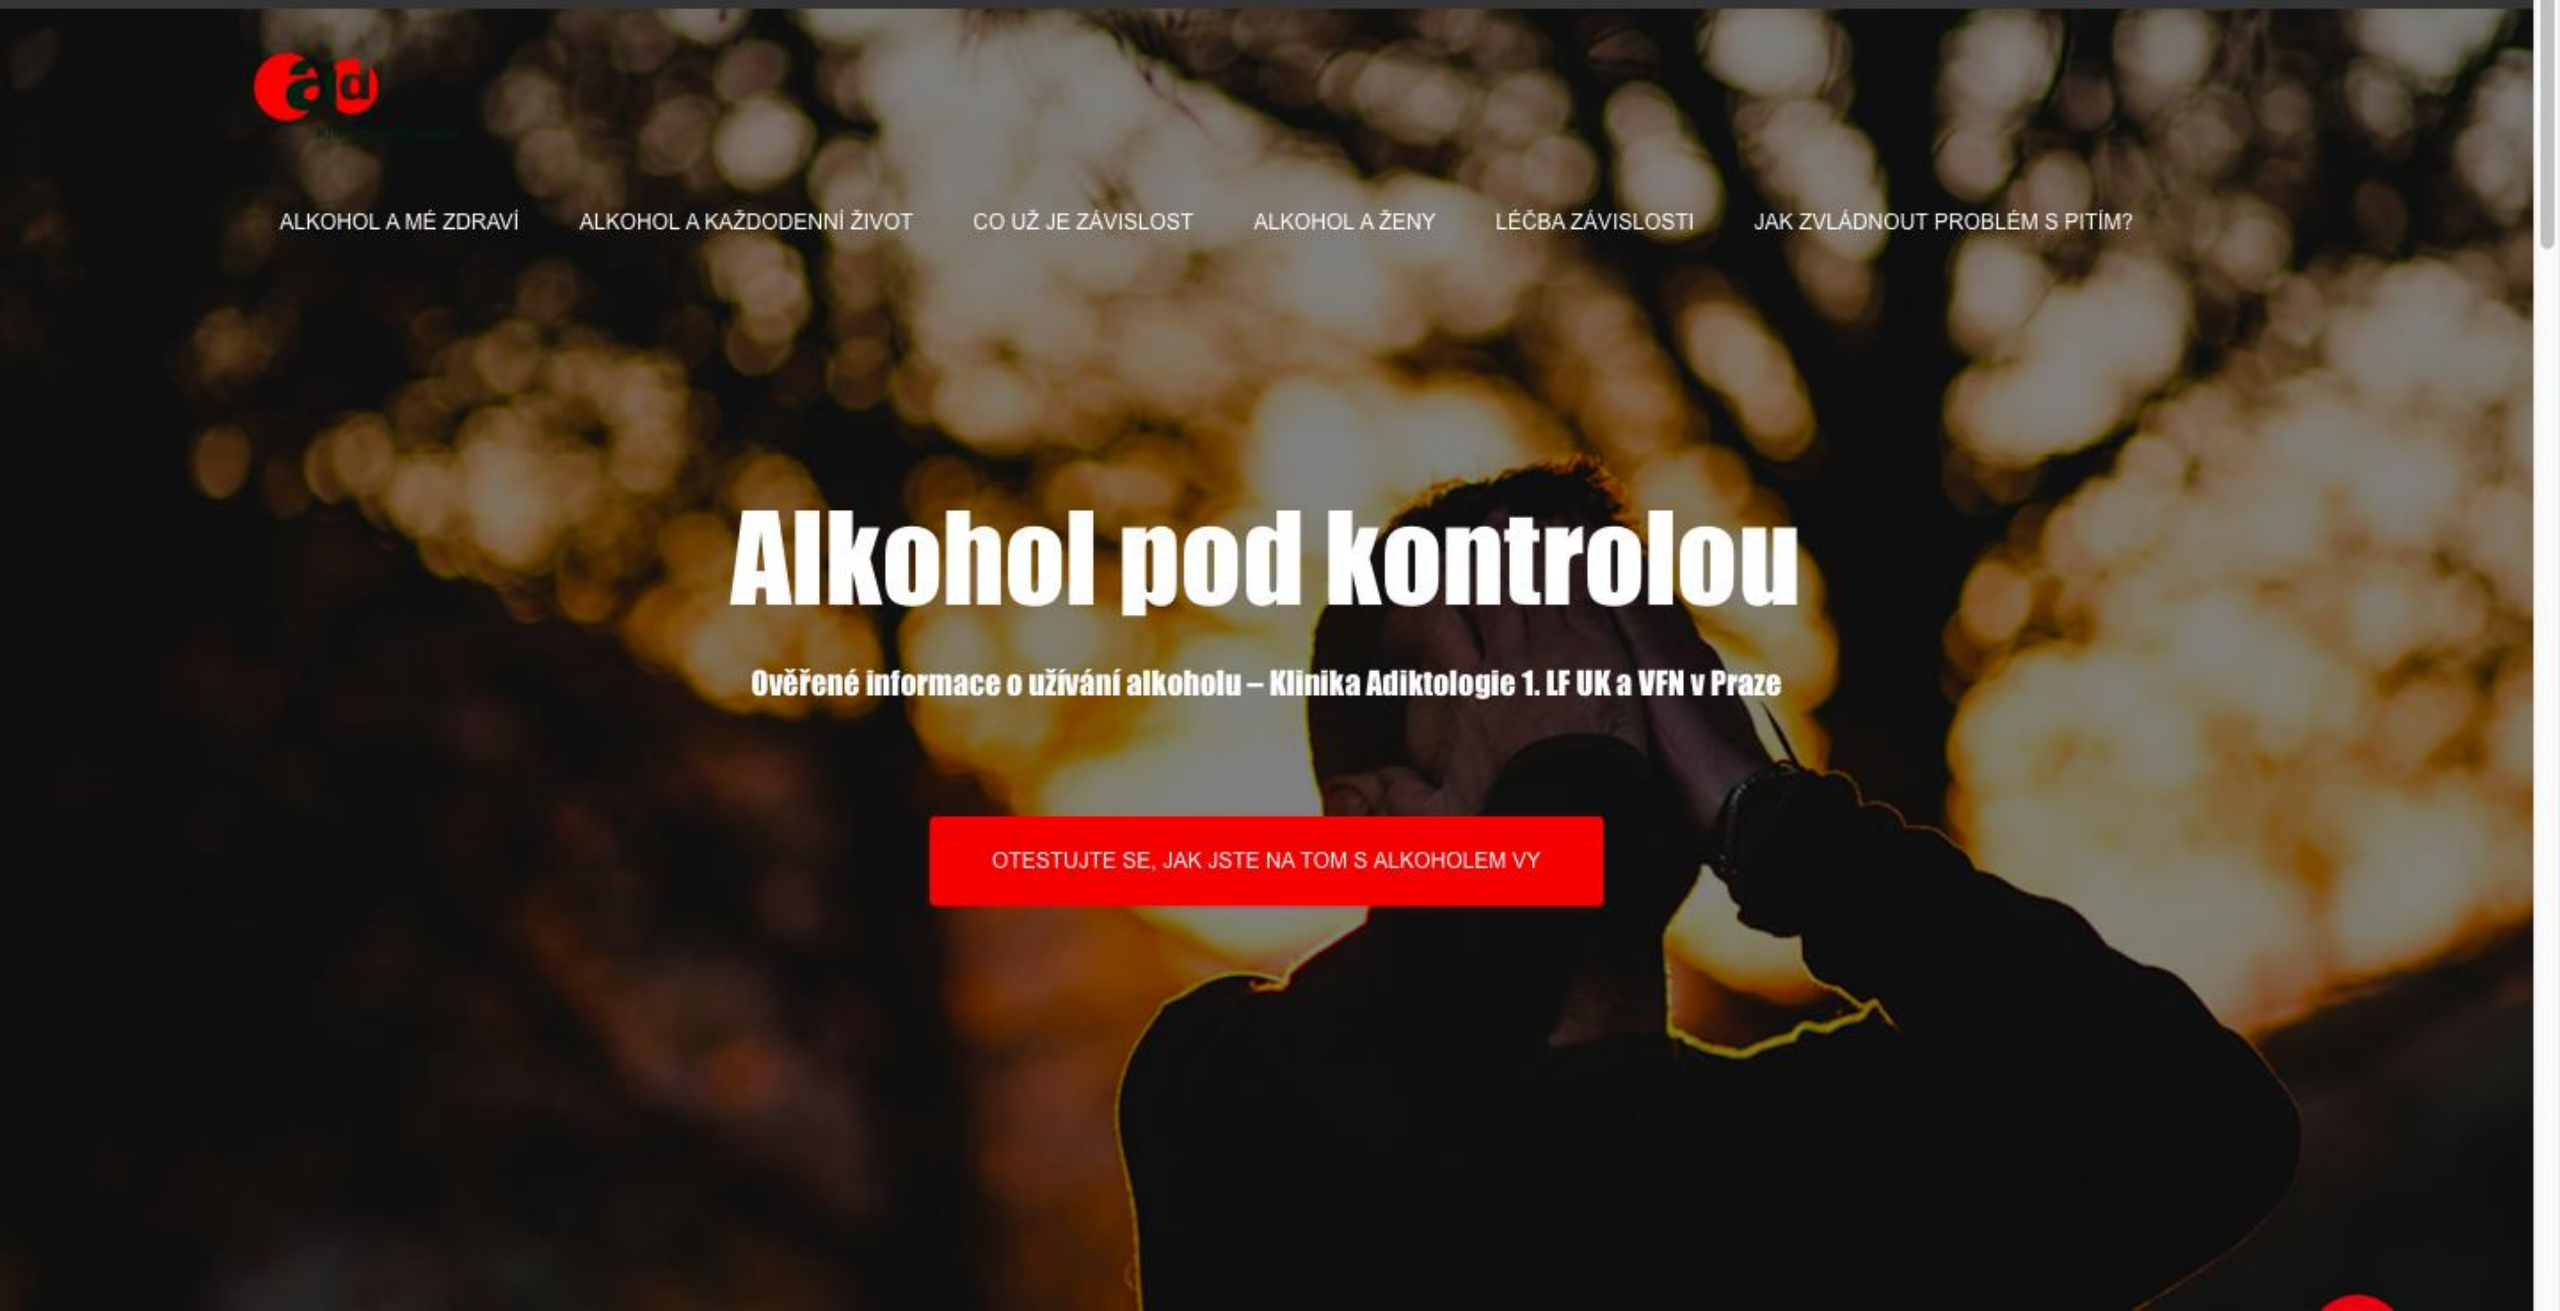 ad
ALKOHOL A MÉ ZDRAVÍ
ALKOHOL A KAŽDODENNÍ ŽIVOT
CO UŽ JE ZÁVISLOST
ALKOHOL A ŽENY
LÉČBA ZÁVISLOSTI
JAK ZVLÁDNOUT PROBLÉM S PITÍM?
Alkohol pod kontrolou
Ověřené informace o užívání alkoholu – Klinika Adiktologie 1. LF UK a VFN v Praze
OTESTUJTE SE, JAK JSTE NA TOM S ALKOHOLEM VY